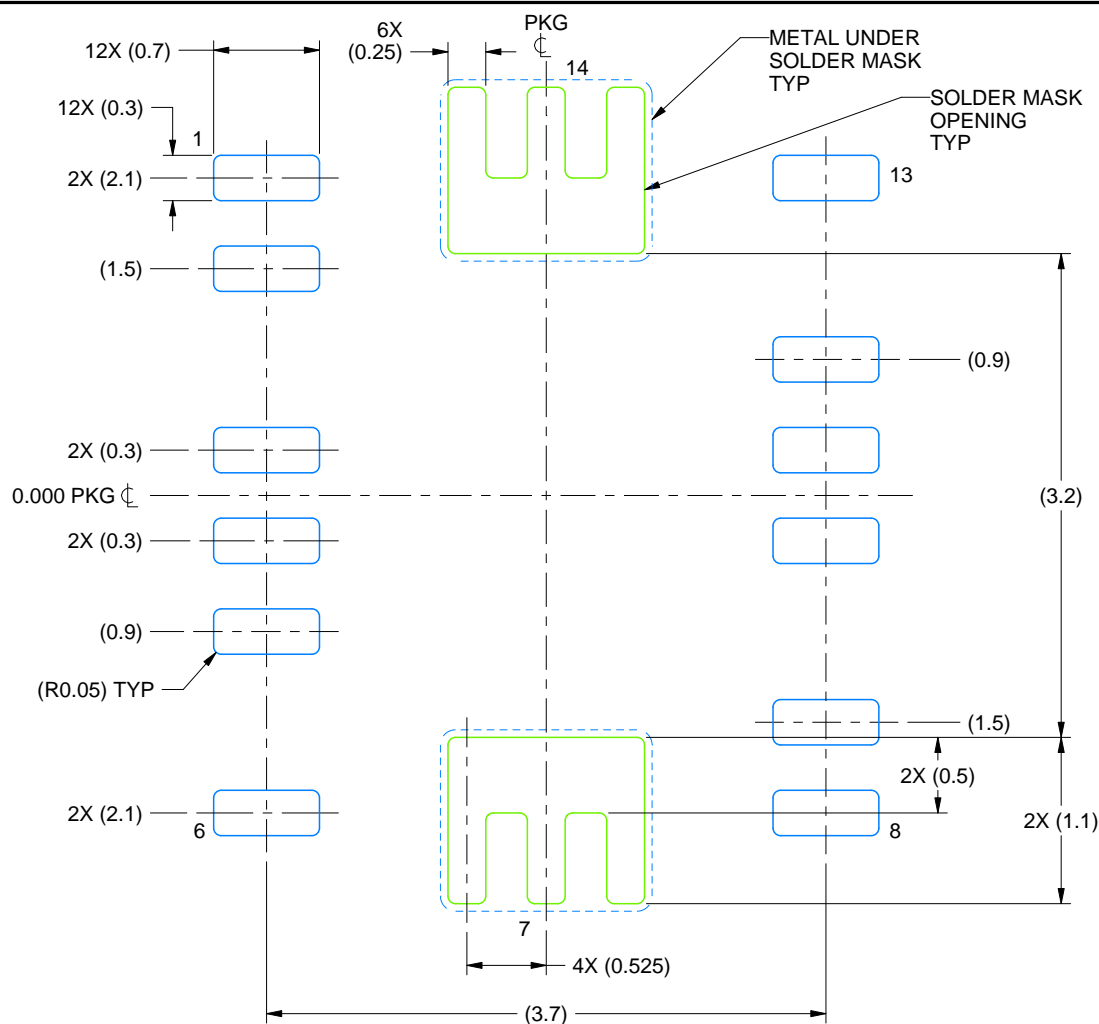 PKG
℄
6X
(0.25)
14
12X (0.7)
METAL UNDER
SOLDER MASK
TYP
SOLDER MASK
OPENING
TYP
12X (0.3)
1
2X (2.1)
13
(1.5)
(0.9)
2X (0.3)
0.000 PKG ℄
(3.2)
2X (0.3)
(0.9)
(R0.05) TYP
(1.5)
2X (0.5)
2X (2.1)
6
8
2X (1.1)
7
4X (0.525)
(3.7)